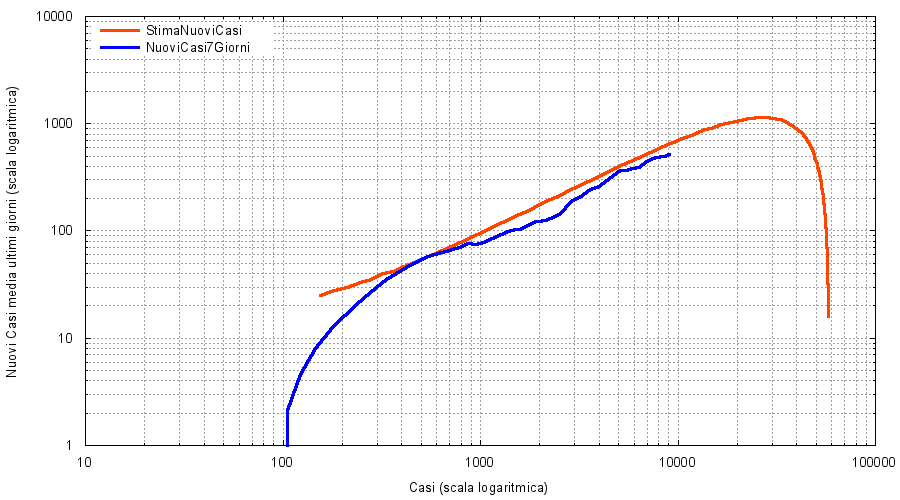 10000
StimaNuoviCasi
NuoviCasi7Giorni
1000
100
10
1
Nuovi Casi media ultimi giorni (scala logaritmica)
10
100
1000
10000
100000
Casi (scala logaritmica)